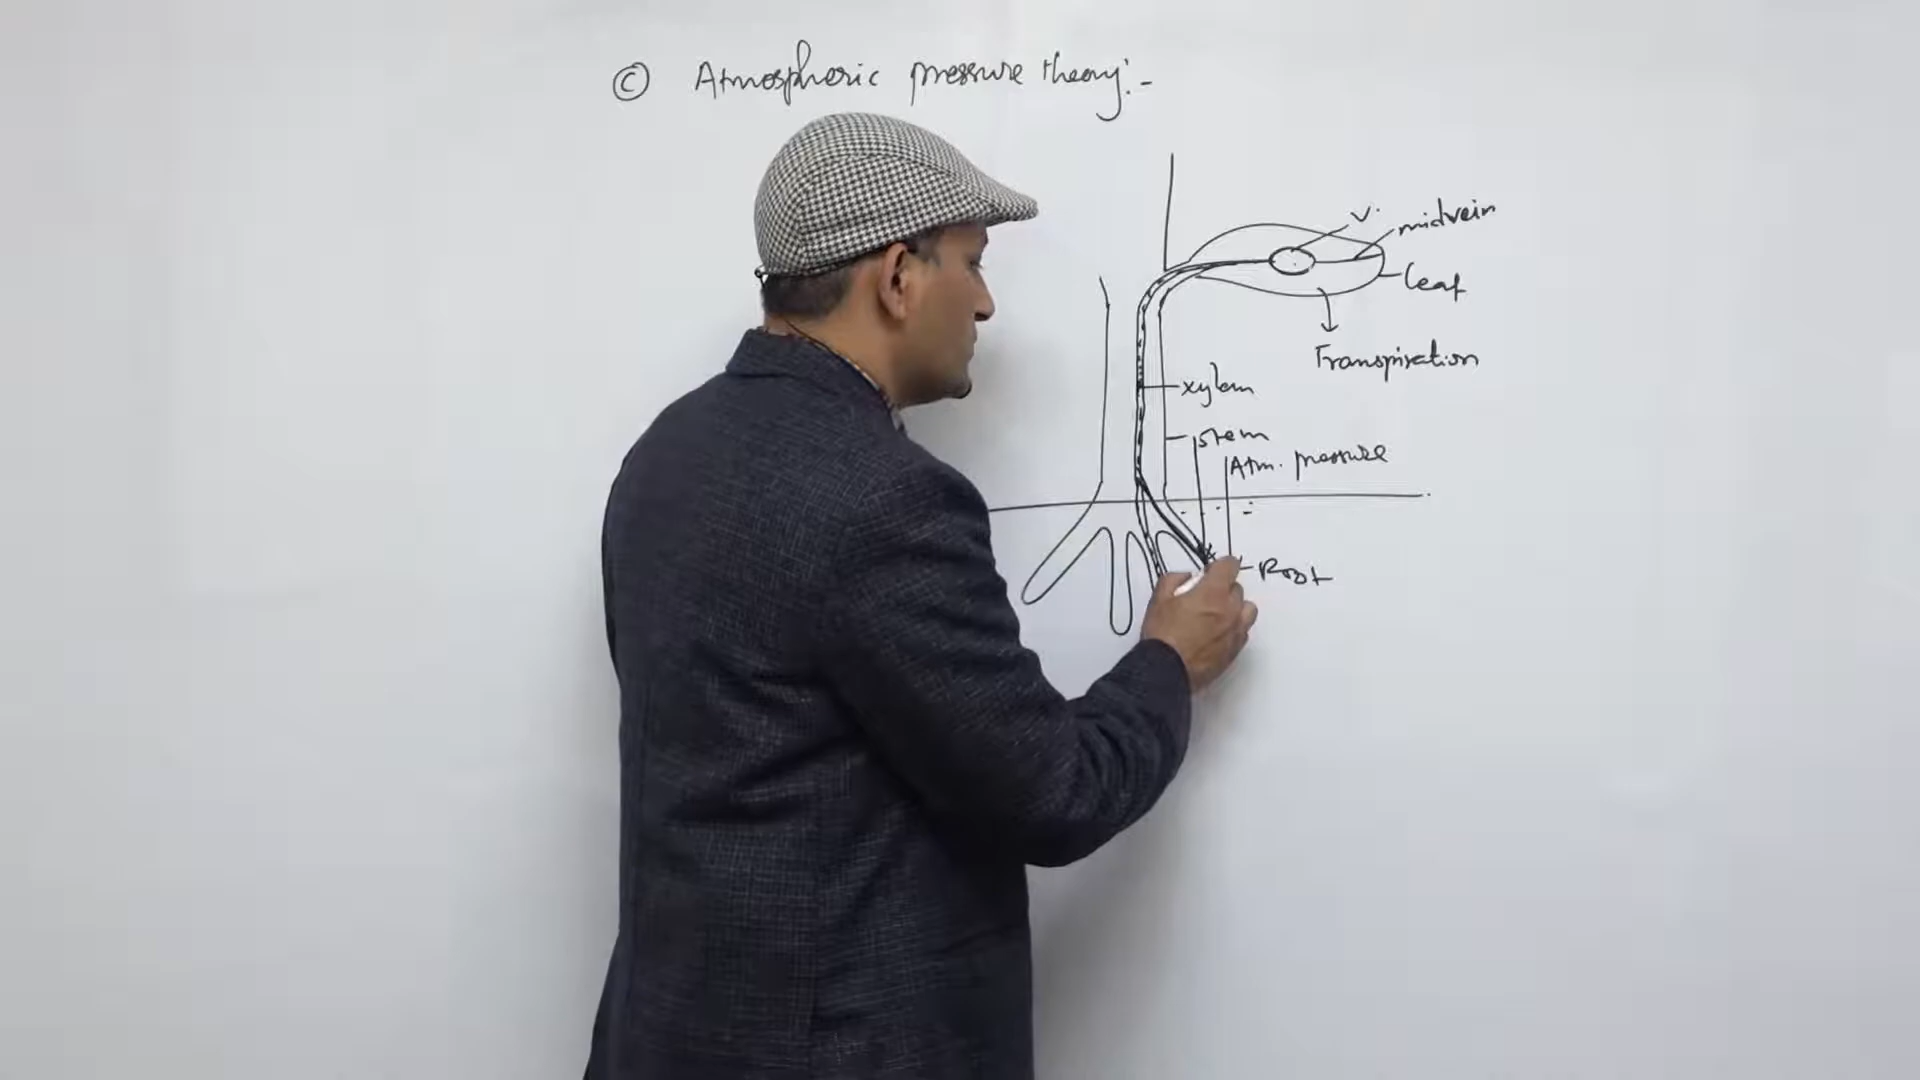 © Atmospheric pressure theory:-
V.
midvein
leaf
Transpiration
xylem
stem
Atm. pressure
Root